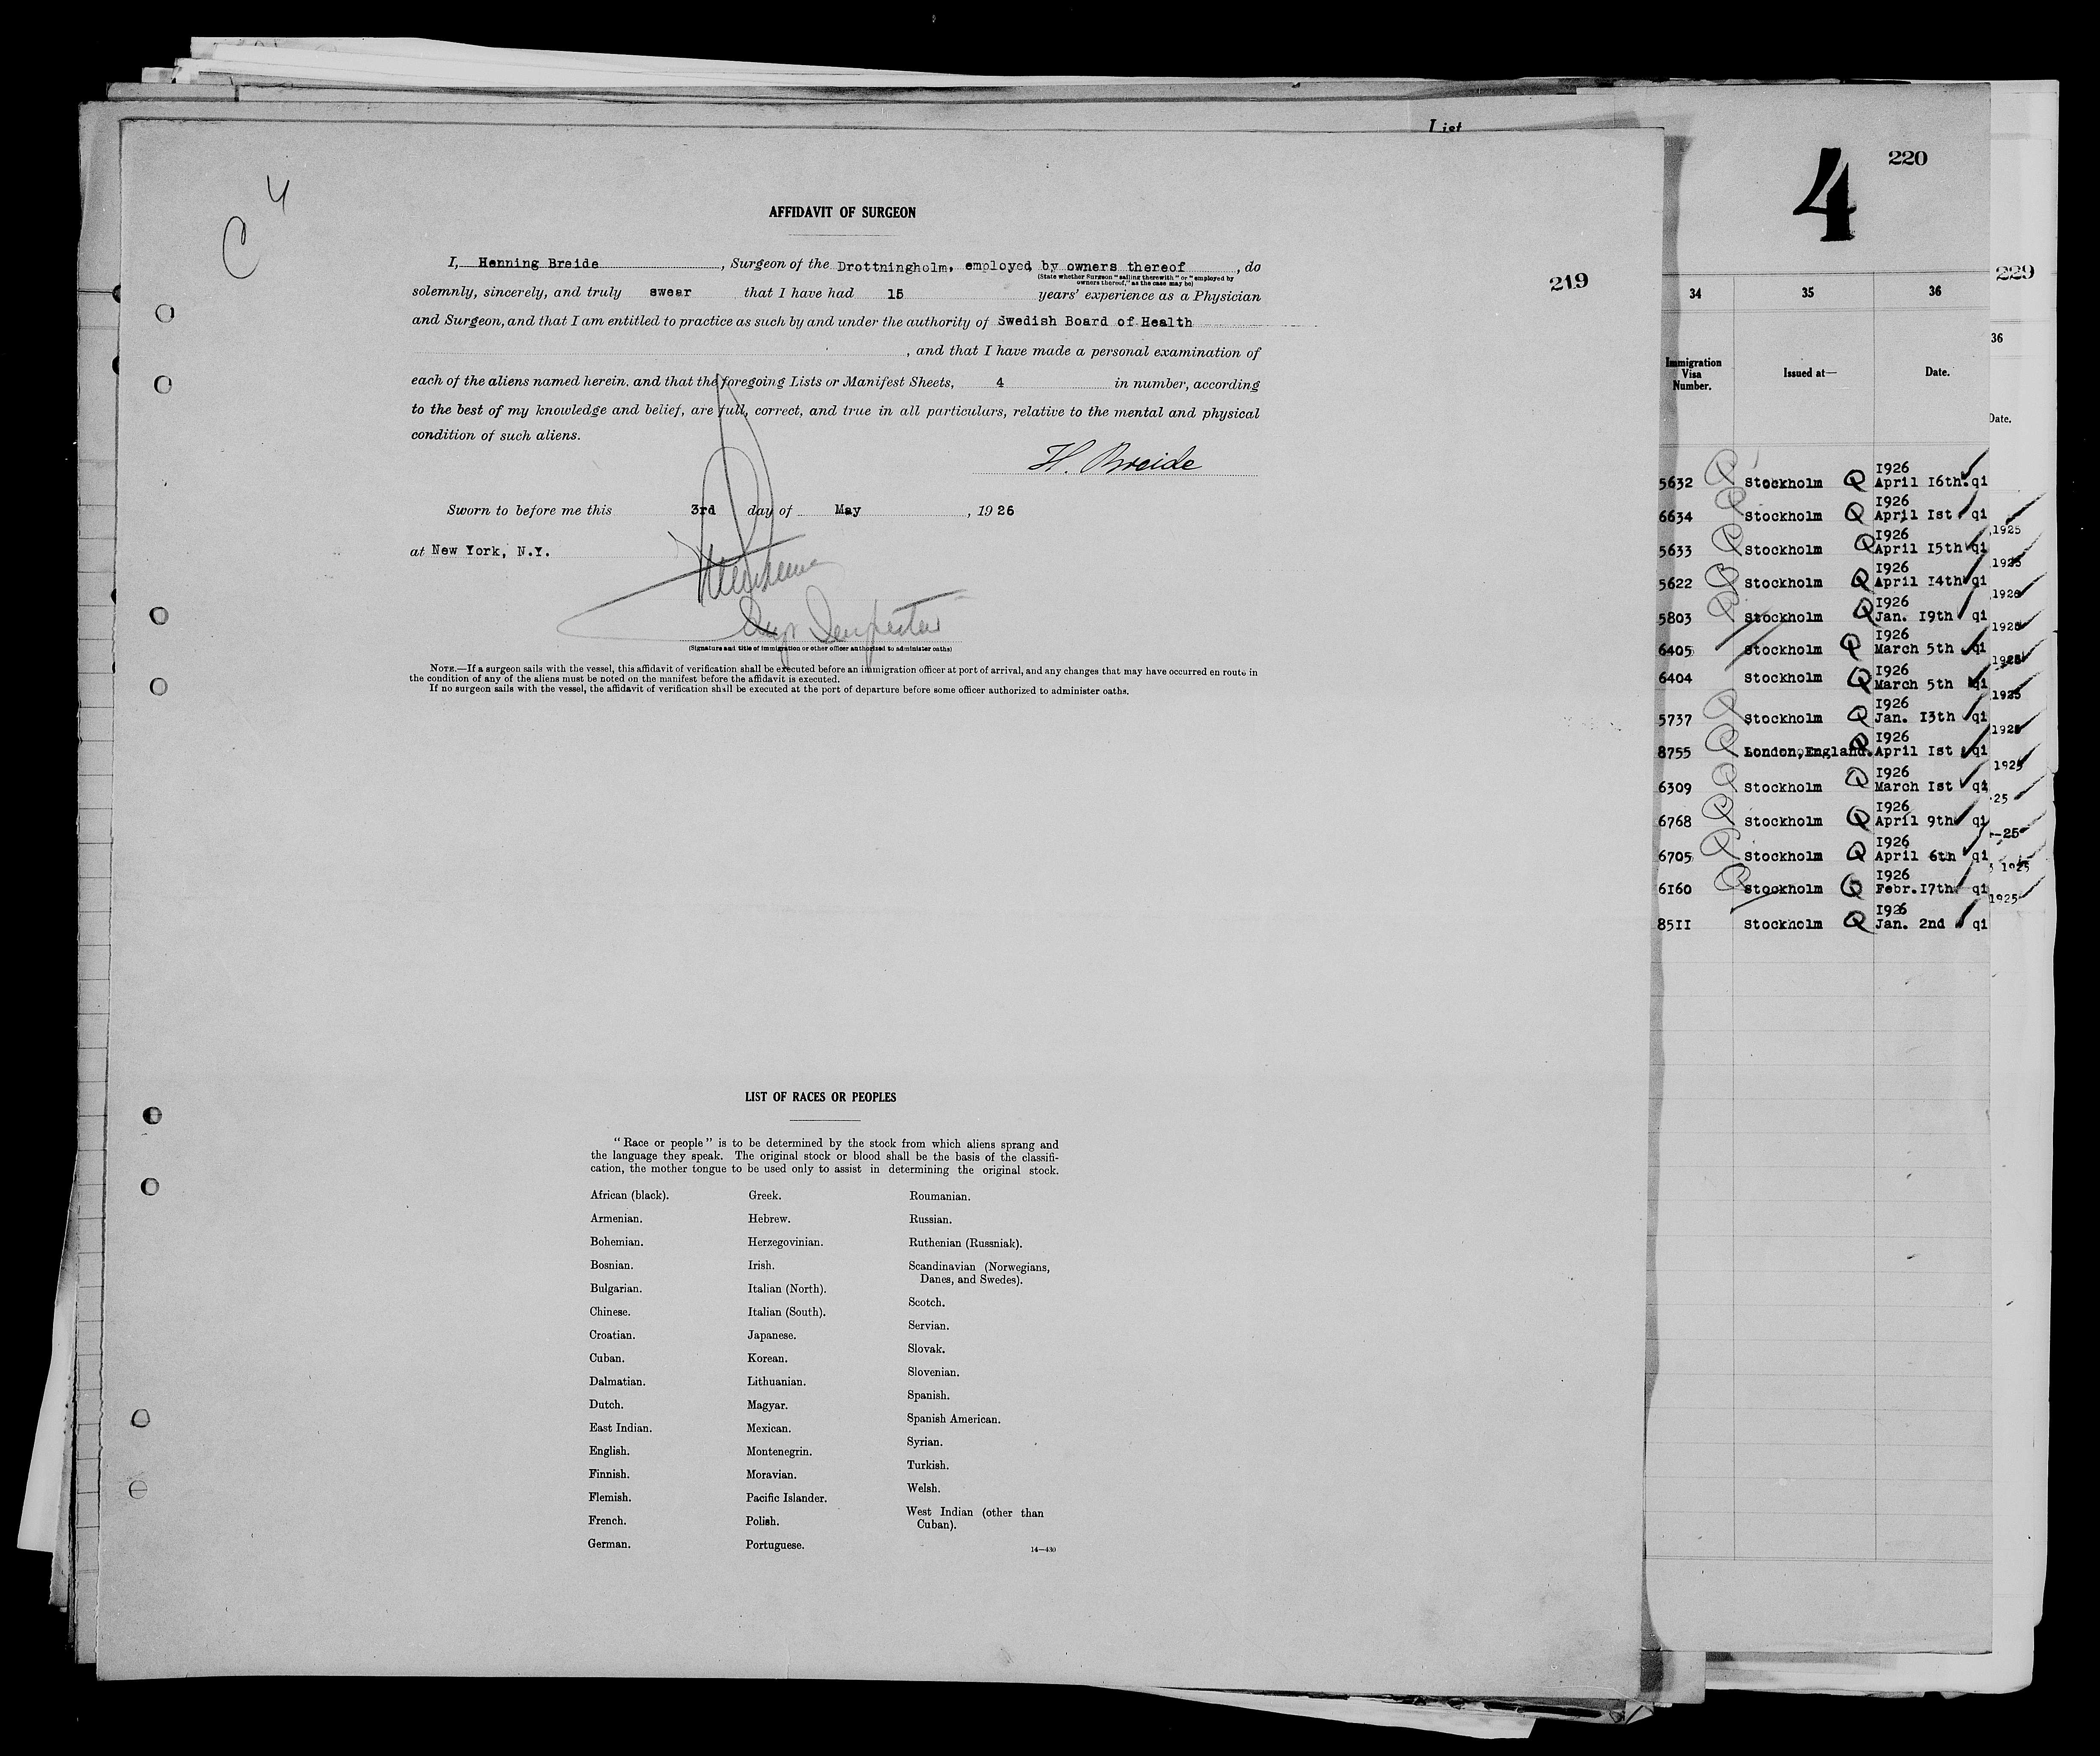 List
C 4
AFFIDAVIT OF SURGEON
I, Henning Breide, Surgeon of the Drottningholm, employed by owners thereof, do
(State whether Surgeon "sailing therewith" or "employed by
owners thereof," as the case may be)
solemnly, sincerely, and truly swear that I have had 15 years' experience as a Physician
and Surgeon, and that I am entitled to practice as such by and under the authority of Swedish Board of Health
, and that I have made a personal examination of
each of the aliens named herein, and that the foregoing Lists or Manifest Sheets, 4 in number, according
to the best of my knowledge and belief, are full, correct, and true in all particulars, relative to the mental and physical
condition of such aliens.
H. Breide
Sworn to before me this 3rd day of May, 1926
at New York, N.Y.
(Signature and title of immigration or other officer authorized to administer oaths)
NOTE.—If a surgeon sails with the vessel, this affidavit of verification shall be executed before an immigration officer at port of arrival, and any changes that may have occurred en route in
the condition of any of the aliens must be noted on the manifest before the affidavit is executed.
If no surgeon sails with the vessel, the affidavit of verification shall be executed at the port of departure before some officer authorized to administer oaths.
219
LIST OF RACES OR PEOPLES
"Race or people" is to be determined by the stock from which aliens sprang and
the language they speak. The original stock or blood shall be the basis of the classifi-
cation, the mother tongue to be used only to assist in determining the original stock.
African (black).
Armenian.
Bohemian.
Bosnian.
Bulgarian.
Chinese.
Croatian.
Cuban.
Dalmatian.
Dutch.
East Indian.
English.
Finnish.
Flemish.
French.
German.
Greek.
Hebrew.
Herzegovinian.
Irish.
Italian (North).
Italian (South).
Japanese.
Korean.
Lithuanian.
Magyar.
Mexican.
Montenegrin.
Moravian.
Pacific Islander.
Polish.
Portuguese.
Roumanian.
Russian.
Ruthenian (Russniak).
Scandinavian (Norwegians,
Danes, and Swedes).
Scotch.
Servian.
Slovak.
Slovenian.
Spanish.
Spanish American.
Syrian.
Turkish.
Welsh.
West Indian (other than
Cuban).
14—430
4
220
34 35 36
Immigration Visa Number. Issued at— Date.
5632 Stockholm 1926 April 16th. qi
6634 Stockholm 1926 April 1st qi
5633 Stockholm 1926 April 15th qi
5622 Stockholm 1926 April 14th qi
5803 Stockholm 1926 Jan. 19th qi
6405 Stockholm 1926 March 5th qi
6404 Stockholm 1926 March 5th qi
5737 Stockholm 1926 Jan. 13th qi
8755 London, England. 1926 April 1st qi
6309 Stockholm 1926 March 1st qi
6768 Stockholm 1926 April 9th qi
6705 Stockholm 1926 April 6th qi
6160 Stockholm 1926 Febr. 17th qi
8511 Stockholm 1926 Jan. 2nd qi
229
36
Date.